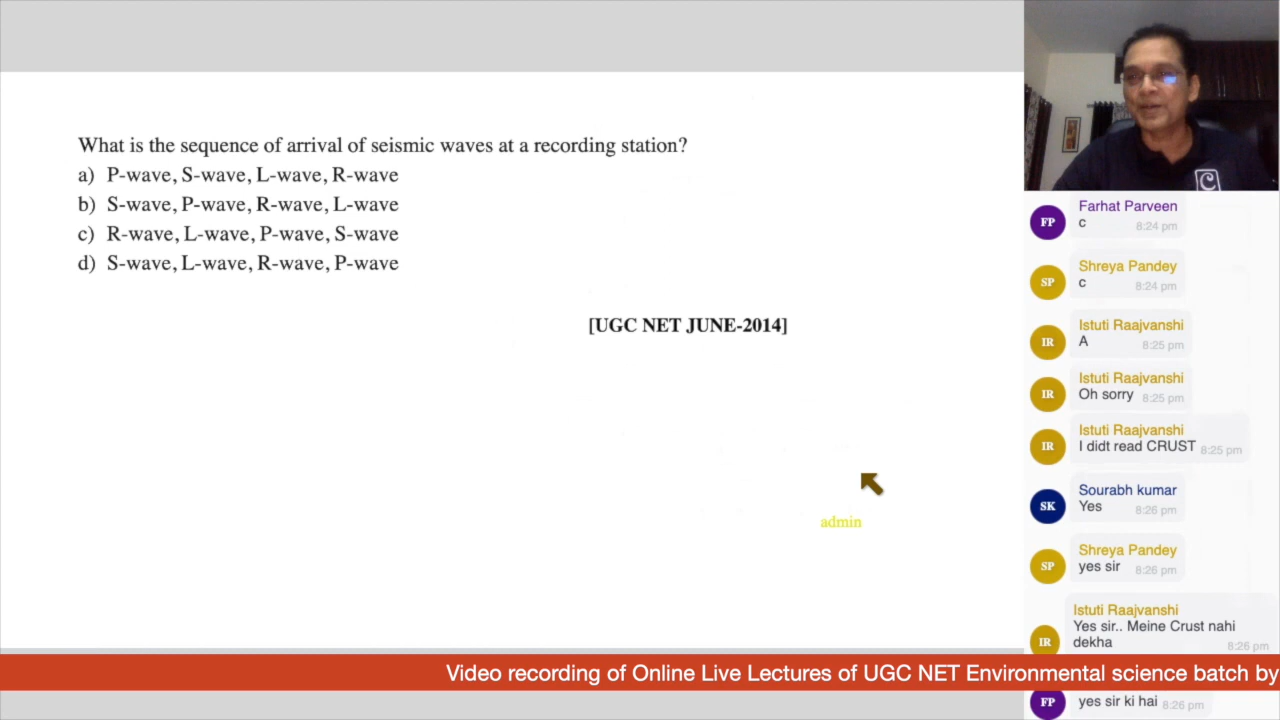 What is the sequence of arrival of seismic waves at a recording station?
a) P-wave, S-wave, L-wave, R-wave
b) S-wave, P-wave, R-wave, L-wave
c) R-wave, L-wave, P-wave, S-wave
d) S-wave, L-wave, R-wave, P-wave
[UGC NET JUNE-2014]
admin
C
FP
Farhat Parveen
c 8:24 pm
SP
Shreya Pandey
c 8:24 pm
IR
Istuti Raajvanshi
A 8:25 pm
IR
Istuti Raajvanshi
Oh sorry 8:25 pm
IR
Istuti Raajvanshi
I didt read CRUST 8:25 pm
SK
Sourabh kumar
Yes 8:26 pm
SP
Shreya Pandey
yes sir 8:26 pm
IR
Istuti Raajvanshi
Yes sir.. Meine Crust nahi
dekha 8:26 pm
Video recording of Online Live Lectures of UGC NET Environmental science batch by
FP
yes sir ki hai 8:26 pm